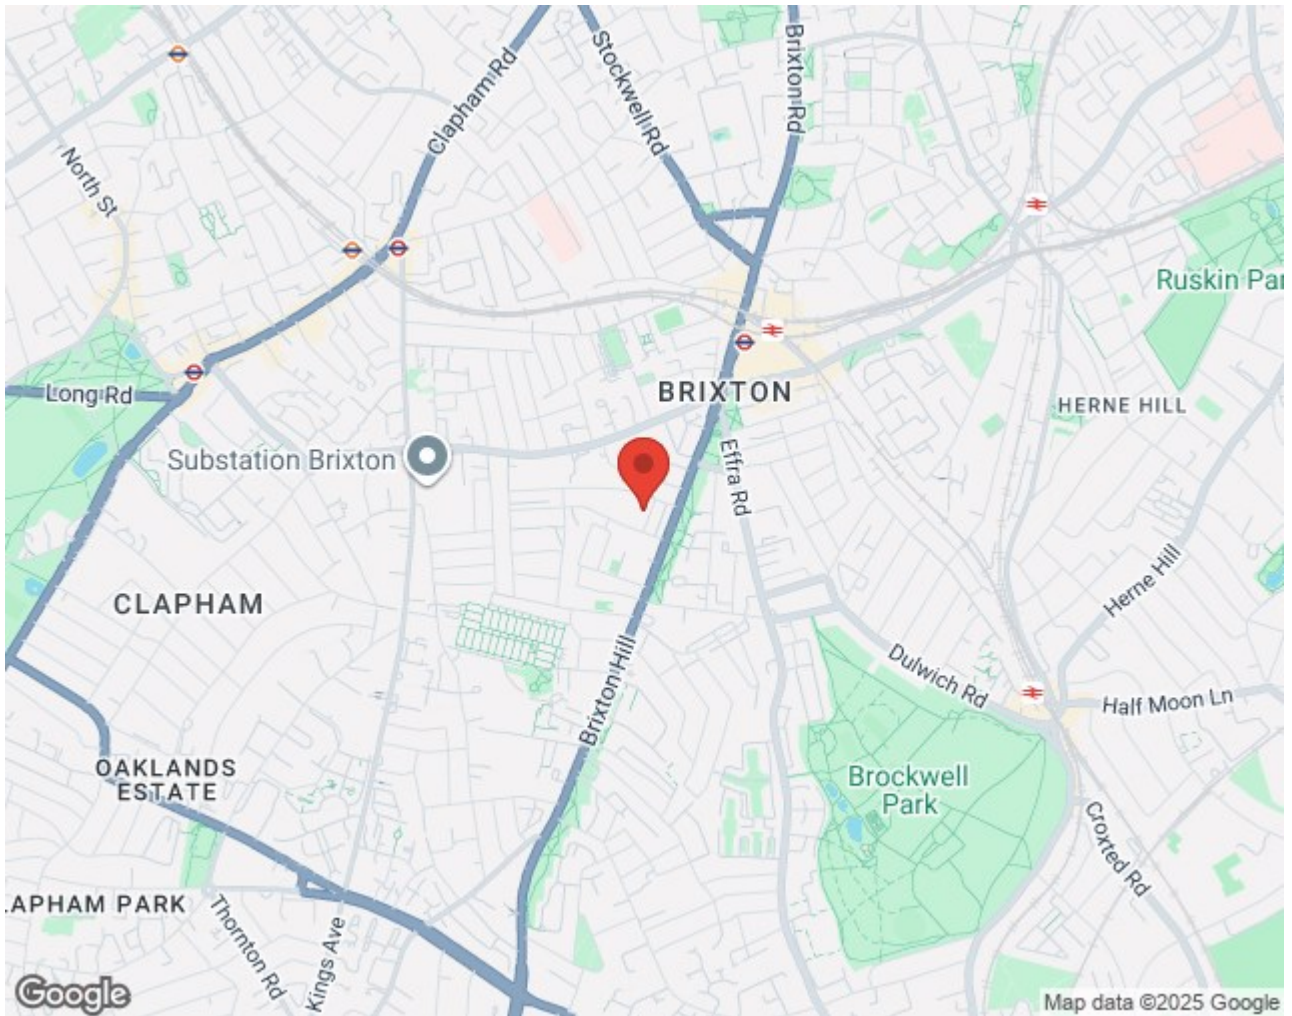 Clapham Rd
Stockwell Rd
Brixton Rd
North St
Ruskin Par
Long Rd
BRIXTON
HERNE HILL
Substation Brixton
Effra Rd
Herne Hill
CLAPHAM
Brixton Hill
Dulwich Rd
Half Moon Ln
OAKLANDS
ESTATE
Brockwell
Park
Croxted Rd
LAPHAM PARK
Thornton Rd
Kings Ave
Google
Map data ©2025 Google